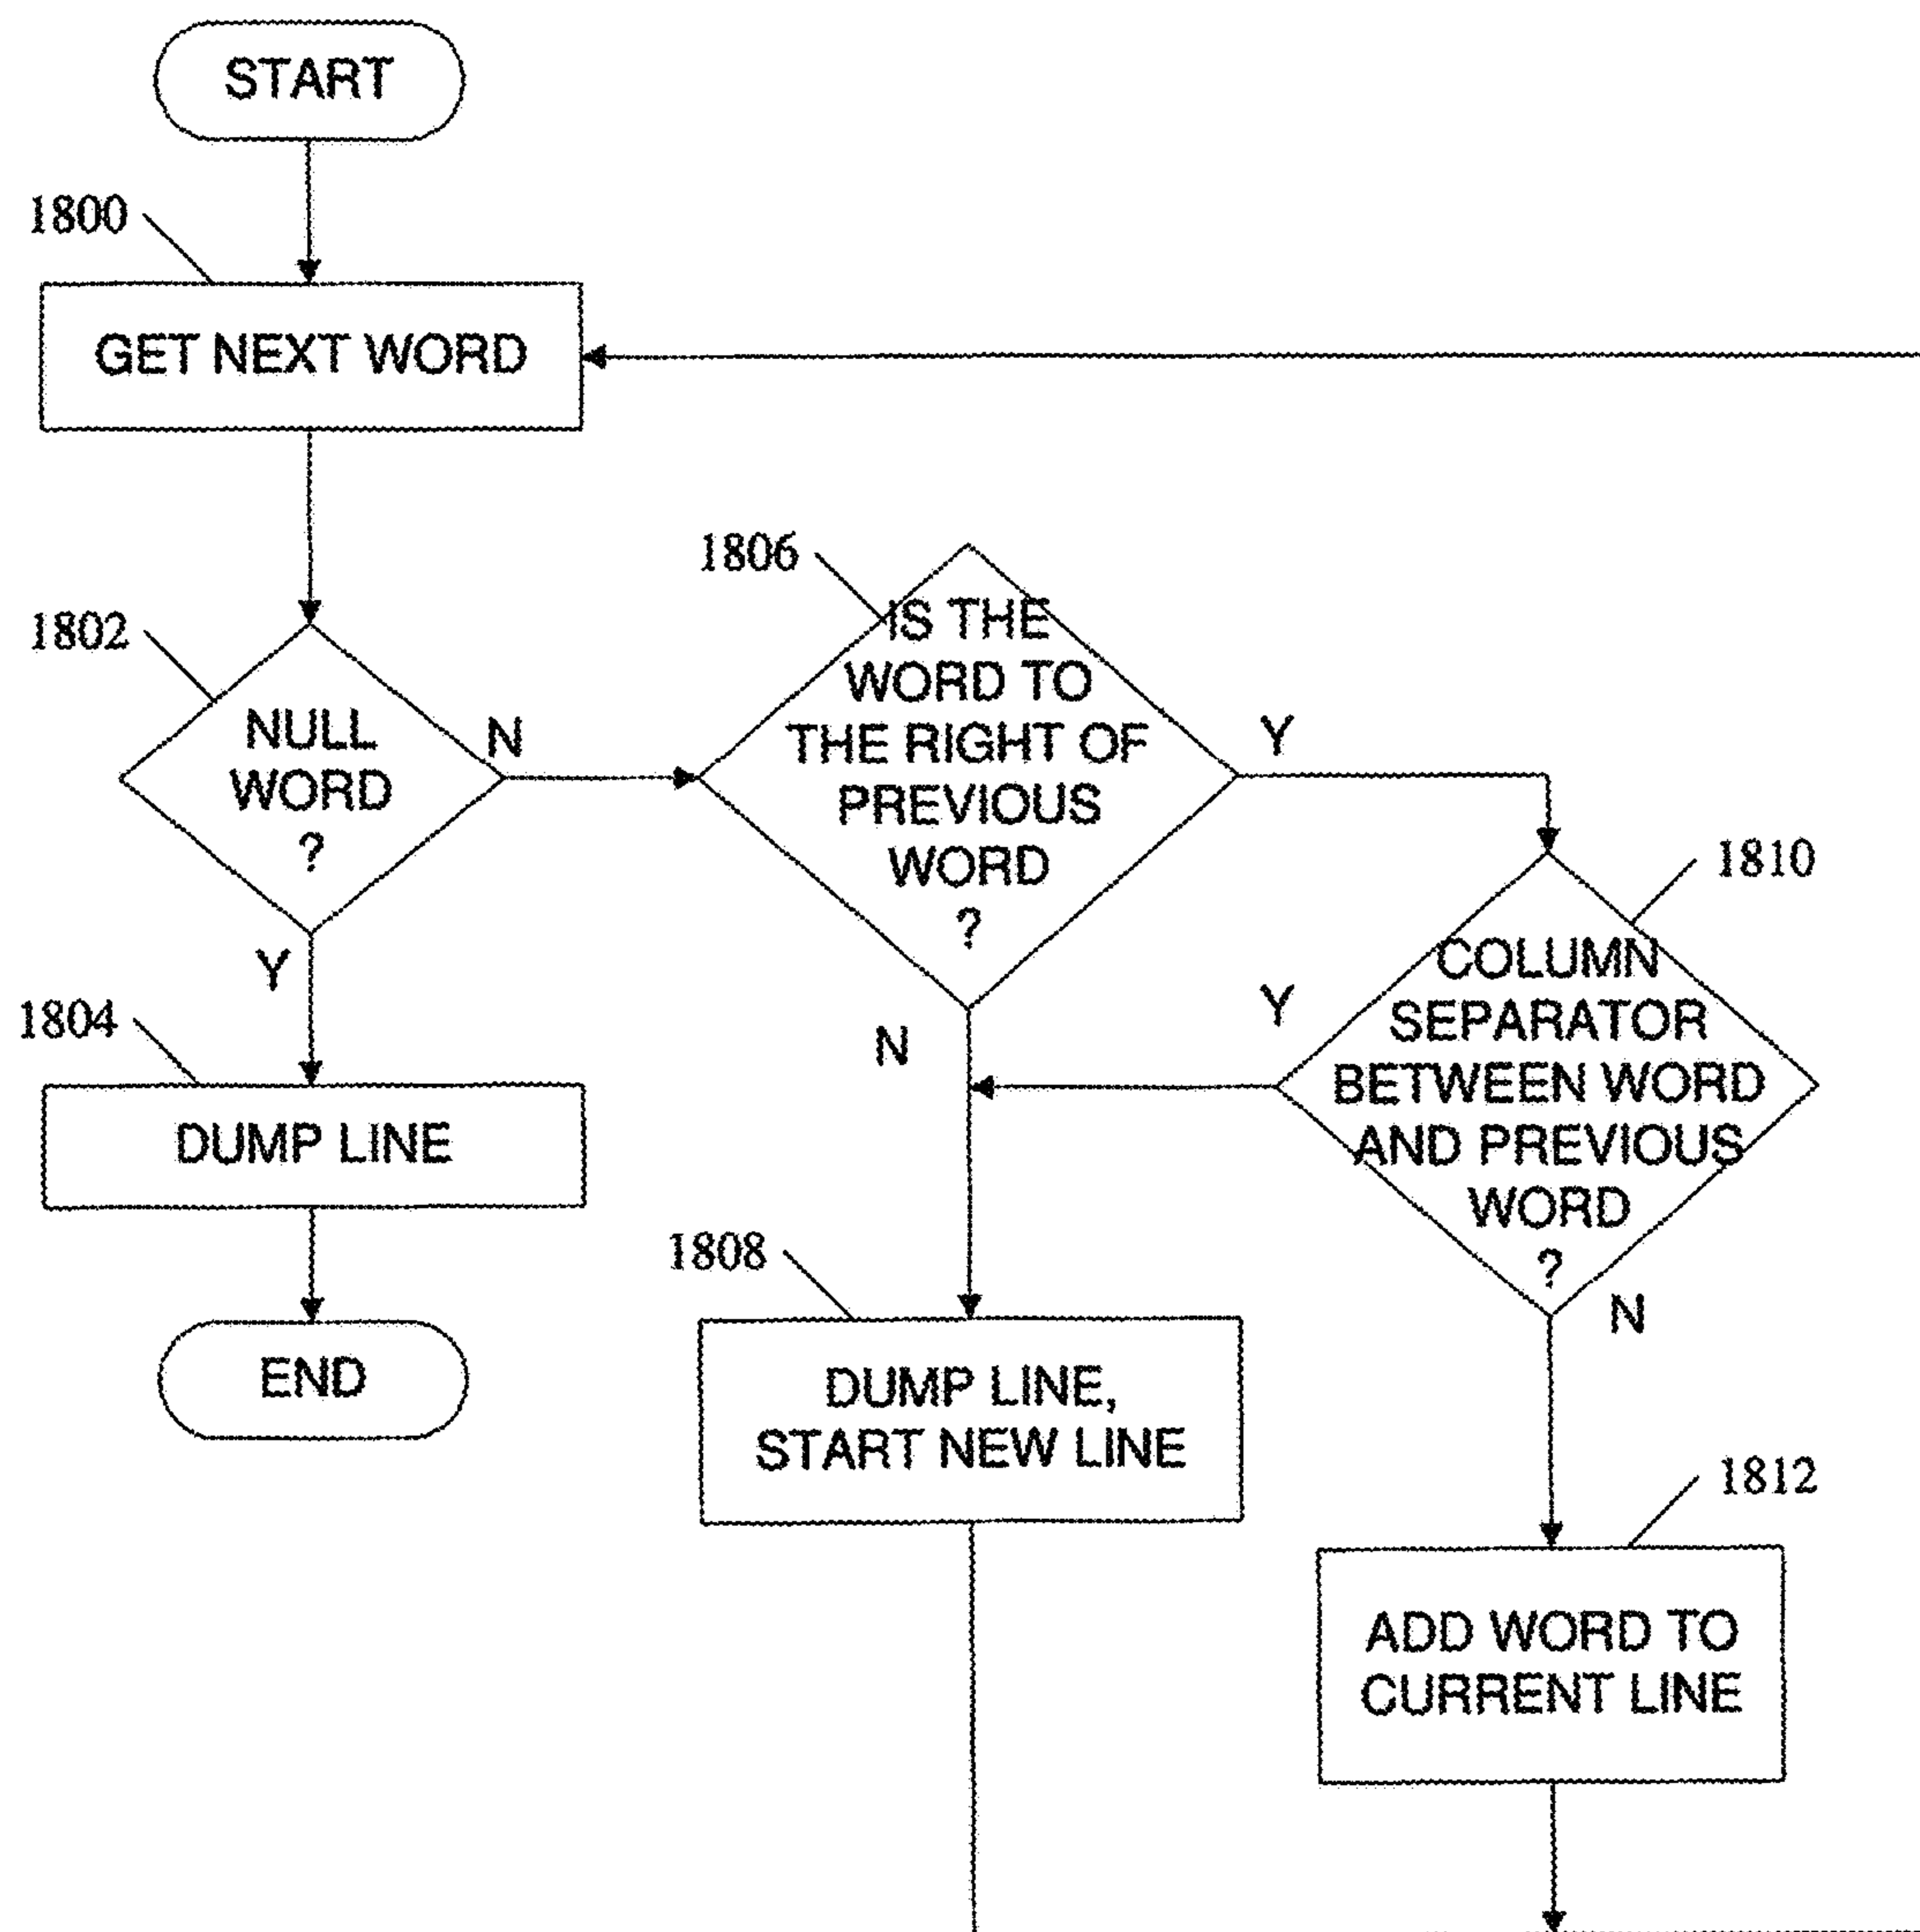 START
1800
GET NEXT WORD
1802
NULL
WORD
?
N
Y
1804
DUMP LINE
END
1806
IS THE
WORD TO
THE RIGHT OF
PREVIOUS
WORD
?
Y
N
1808
DUMP LINE,
START NEW LINE
1810
COLUMN
SEPARATOR
BETWEEN WORD
AND PREVIOUS
WORD
?
Y
N
1812
ADD WORD TO
CURRENT LINE